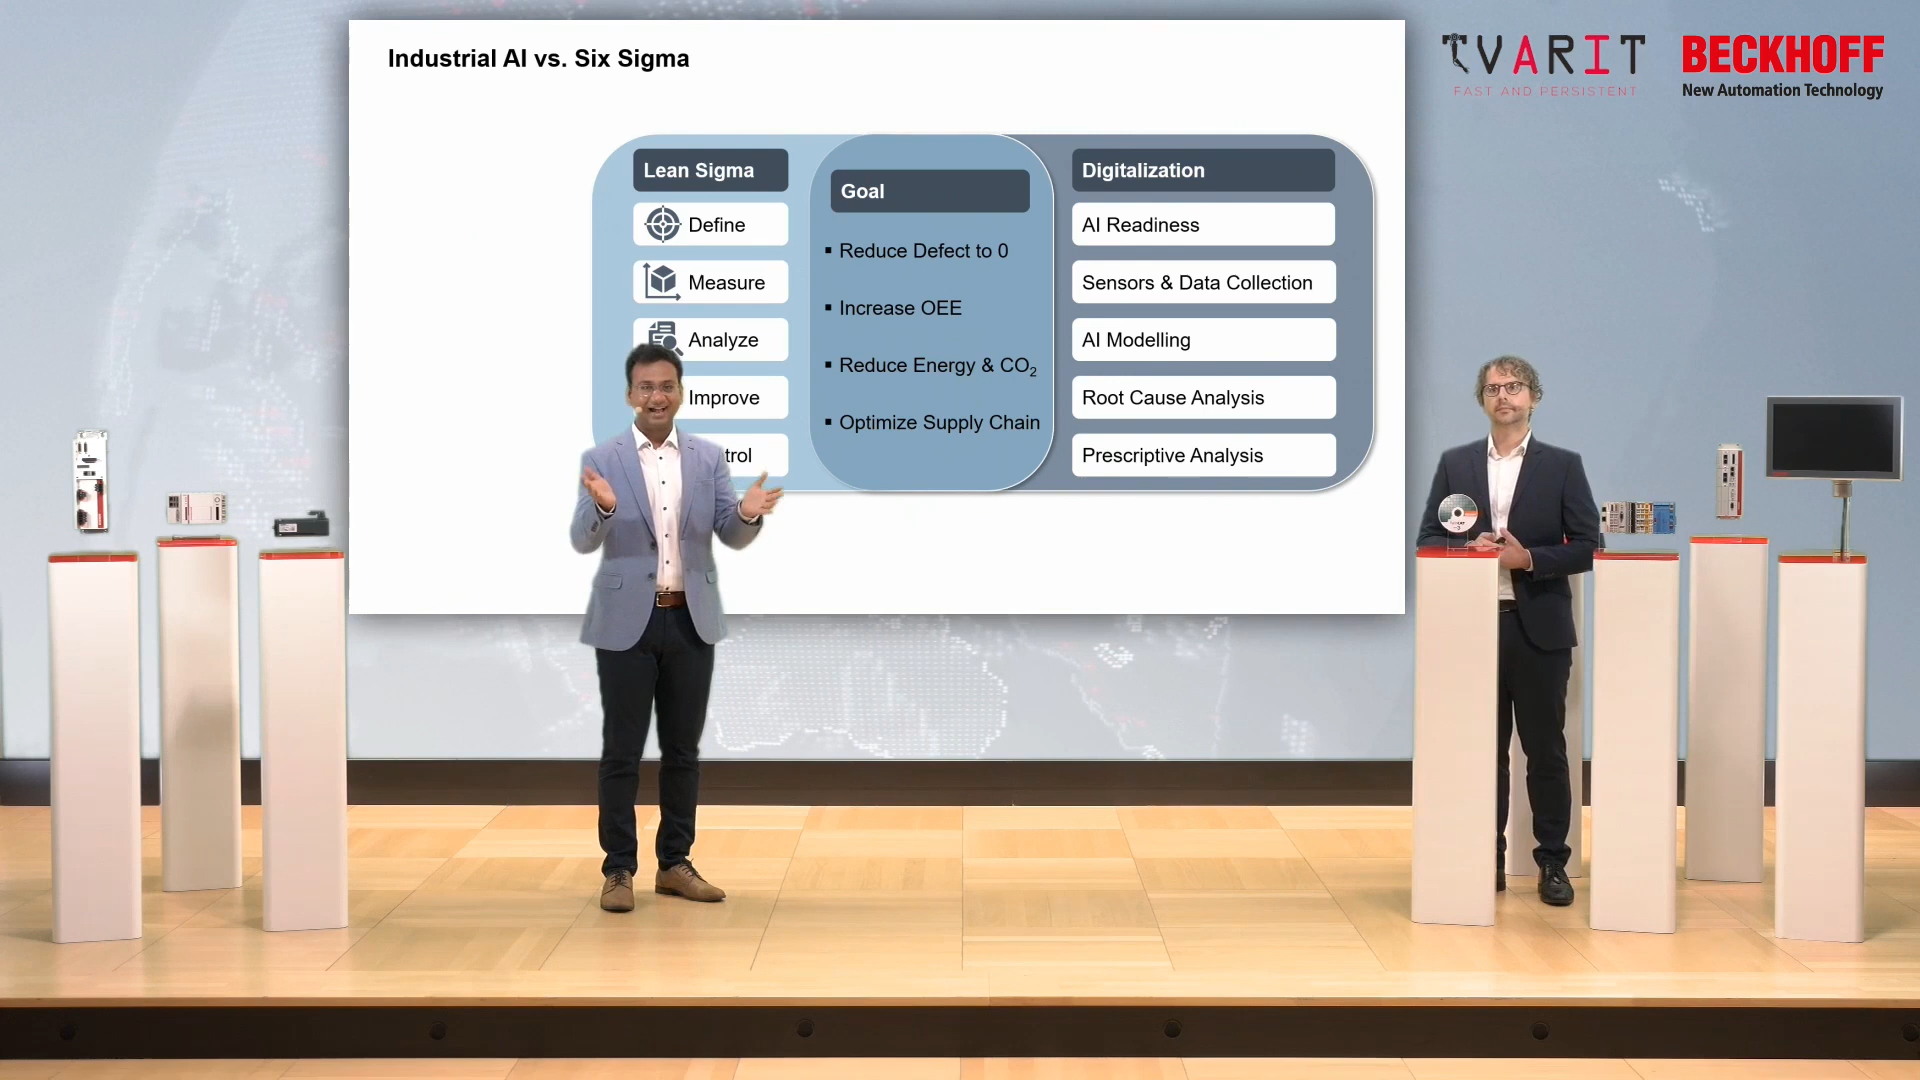 Industrial AI vs. Six Sigma
TVARIT
FAST AND PERSISTENT
BECKHOFF
New Automation Technology
Lean Sigma
Define
Measure
Analyze
Improve
trol
Goal
▪ Reduce Defect to 0
▪ Increase OEE
▪ Reduce Energy & CO₂
▪ Optimize Supply Chain
Digitalization
AI Readiness
Sensors & Data Collection
AI Modelling
Root Cause Analysis
Prescriptive Analysis